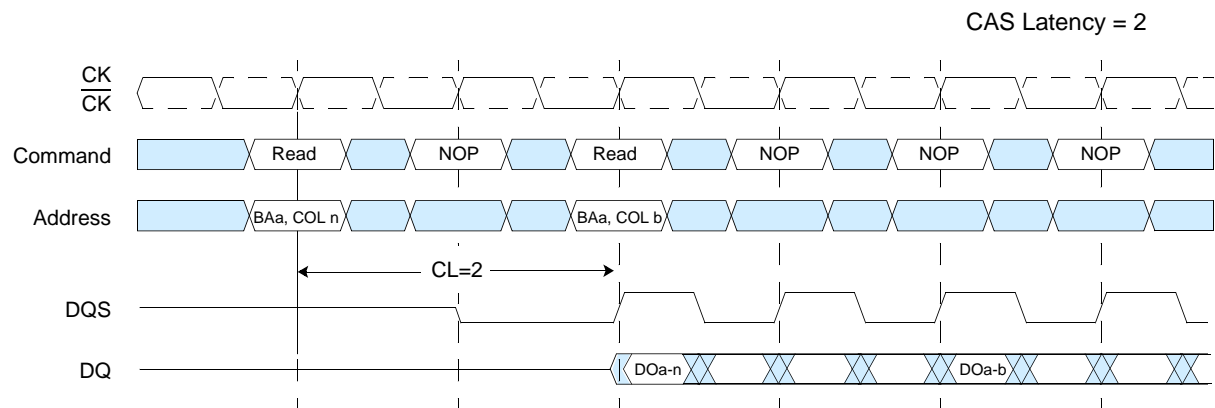 CAS Latency = 2
CK
CK
Command
Read
NOP
Read
NOP
NOP
NOP
Address
BAa, COL n
BAa, COL b
CL=2
DQS
DQ
DOa-n
DOa-b